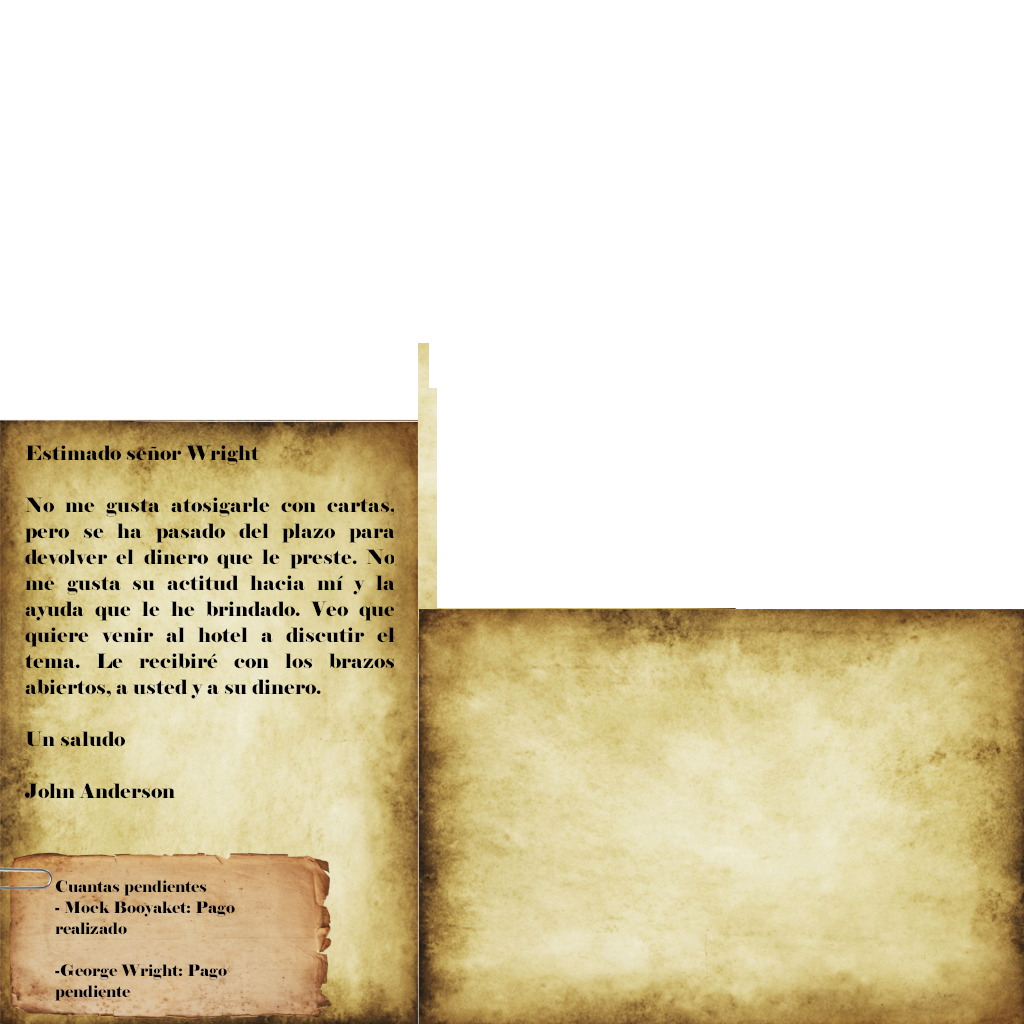 Estimado señor Wright
No me gusta atosigarle con cartas,
pero se ha pasado del plazo para
devolver el dinero que le preste. No
me gusta su actitud hacia mí y la
ayuda que le he brindado. Veo que
quiere venir al hotel a discutir el
tema. Le recibiré con los brazos
abiertos, a usted y a su dinero.
Un saludo
John Anderson
Cuantas pendientes
- Mock Booyaket: Pago
realizado
-George Wright: Pago
pendiente